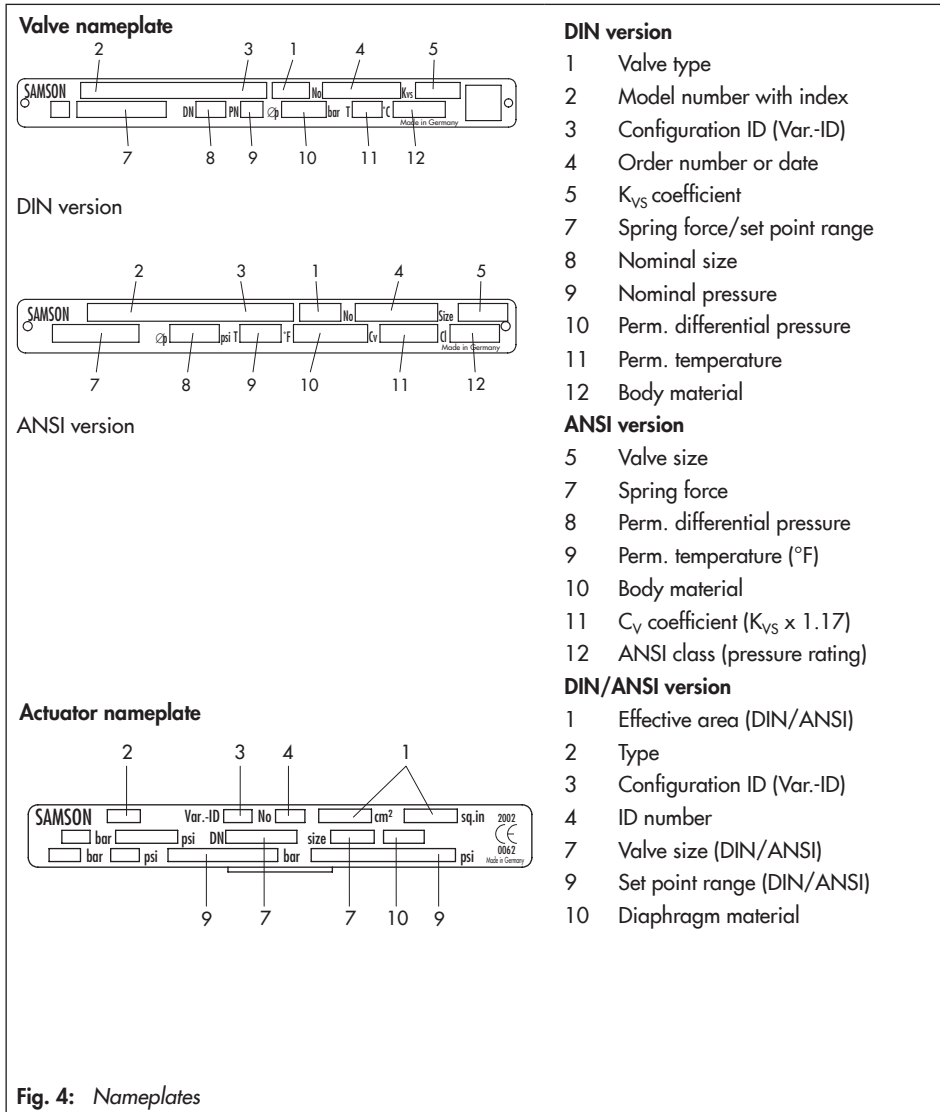 Valve nameplate
2 3 1 4 5
SAMSON No Kvs
DN PN ∅p bar T °C
Made in Germany
7 8 9 10 11 12
DIN version
2 3 1 4 5
SAMSON No Size
∅p psi T °F Cv Cl
Made in Germany
7 8 9 10 11 12
ANSI version
Actuator nameplate
2 3 4 1
SAMSON Var.-ID No cm² sq.in 2002
bar psi DN size CE
0062
bar psi bar psi Made in Germany
9 7 7 10 9
DIN version
1 Valve type
2 Model number with index
3 Configuration ID (Var.-ID)
4 Order number or date
5 KVS coefficient
7 Spring force/set point range
8 Nominal size
9 Nominal pressure
10 Perm. differential pressure
11 Perm. temperature
12 Body material
ANSI version
5 Valve size
7 Spring force
8 Perm. differential pressure
9 Perm. temperature (°F)
10 Body material
11 CV coefficient (KVS x 1.17)
12 ANSI class (pressure rating)
DIN/ANSI version
1 Effective area (DIN/ANSI)
2 Type
3 Configuration ID (Var.-ID)
4 ID number
7 Valve size (DIN/ANSI)
9 Set point range (DIN/ANSI)
10 Diaphragm material
Fig. 4: Nameplates